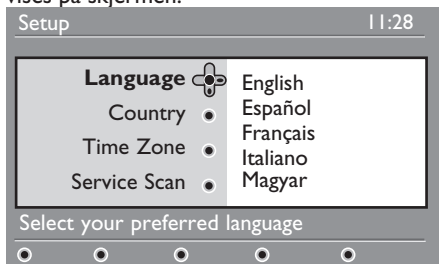 vises på skjermen.
Setup 11:28
Language English
Country Español
Time Zone Français
Service Scan Italiano
Magyar
Select your preferred language